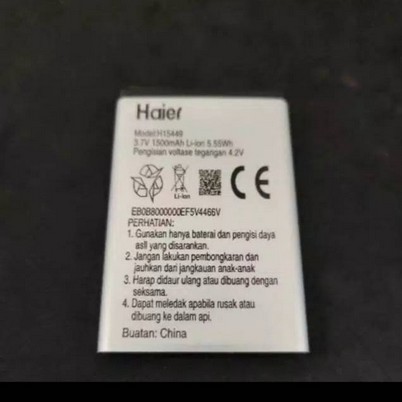 Haier
Model:H15449
3.7V 1500mAh Li-ion 5.55Wh
Pengisian voltase tegangan 4.2V
Li-ion
CE
EB0B8000000EF5V4466V
PERHATIAN:
1. Gunakan hanya baterai dan pengisi daya
asli yang disarankan.
2. Jangan lakukan pembongkaran dan
jauhkan dari jangkauan anak-anak
3. Harap didaur ulang atau dibuang dengan
seksama.
4. Dapat meledak apabila rusak atau
dibuang ke dalam api.
Buatan: China